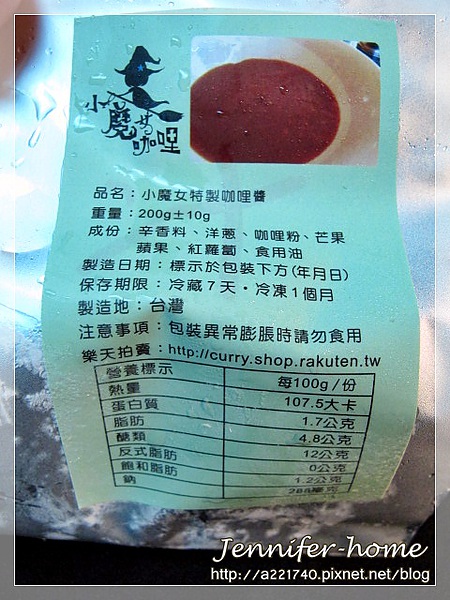 小魔女咖哩
品名：小魔女特製咖哩醬
重量：200g±10g
成份：辛香料、洋蔥、咖哩粉、芒果
蘋果、紅蘿蔔、食用油
製造日期：標示於包裝下方(年月日)
保存期限：冷藏7天·冷凍1個月
製造地：台灣
注意事項：包裝異常膨脹時請勿食用
樂天拍賣：http://curry.shop.rakuten.tw
營養標示 每100g／份
熱量 107.5大卡
蛋白質 1.7公克
脂肪 4.8公克
醣類 12公克
反式脂肪 0公克
飽和脂肪 1.2公克
鈉 毫克
Jennifer-home
http://a221740.pixnet.net/blog